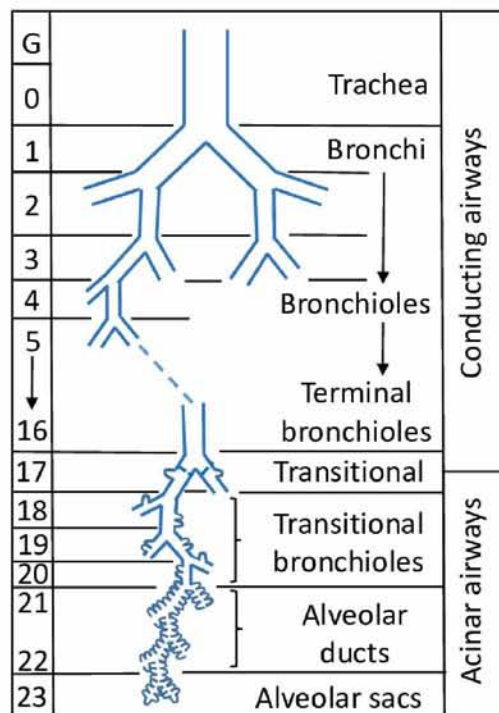 G
0
Trachea
1
Bronchi
2
3
4
Bronchioles
5
Terminal
bronchioles
16
17
Transitional
18
Transitional
bronchioles
19
20
21
Alveolar
ducts
22
23
Alveolar sacs
Conducting airways
Acinar airways